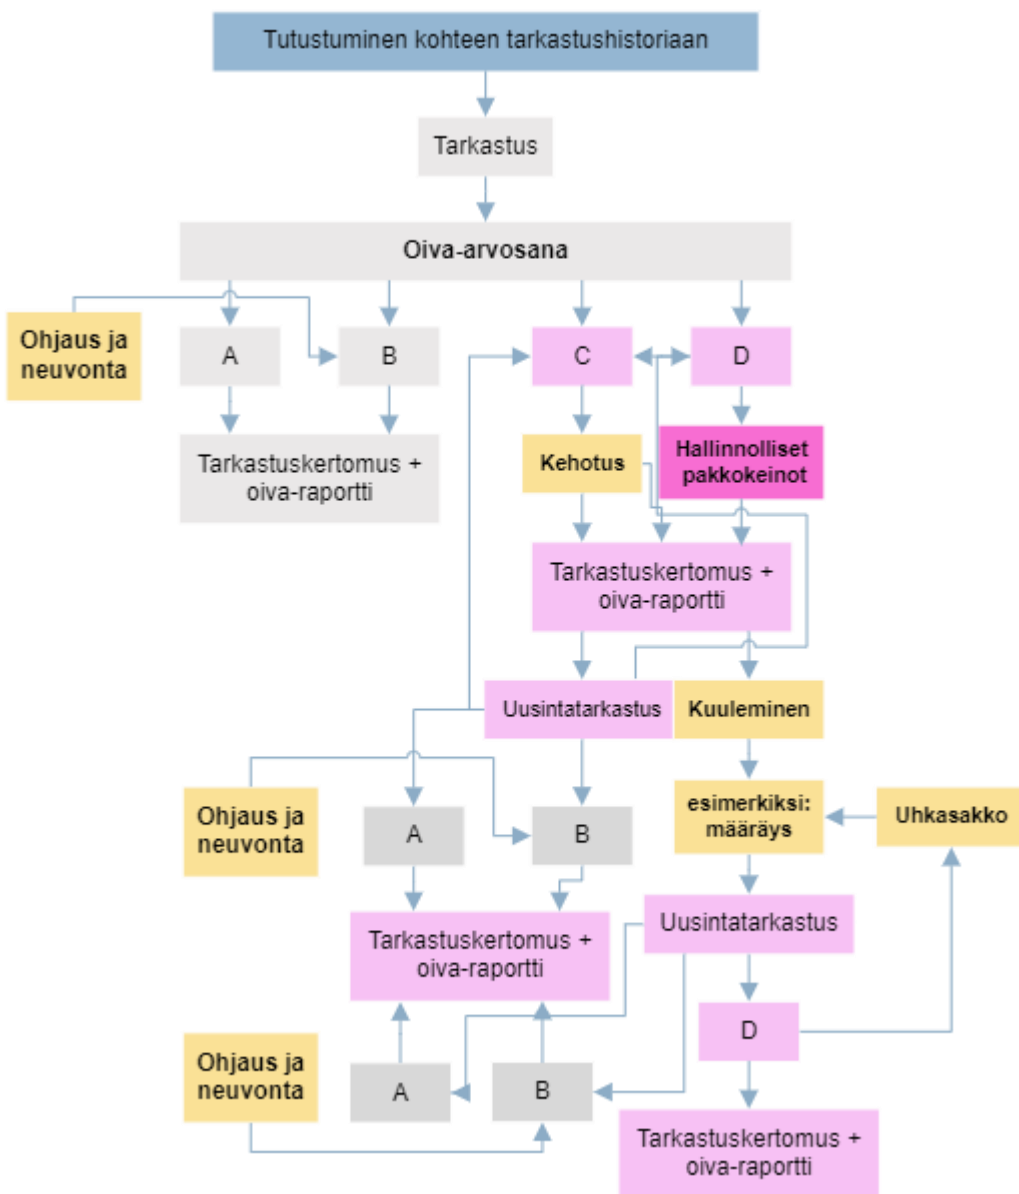 Tutustuminen kohteen tarkastushistoriaan
Tarkastus
Oiva-arvosana
Ohjaus ja
neuvonta
A
B
C
D
Tarkastuskertomus +
oiva-raportti
Kehotus
Hallinnolliset
pakkokeinot
Tarkastuskertomus +
oiva-raportti
Uusintatarkastus
Kuuleminen
Ohjaus ja
neuvonta
A
B
esimerkiksi:
määräys
Uhkasakko
Tarkastuskertomus +
oiva-raportti
Uusintatarkastus
D
Ohjaus ja
neuvonta
A
B
Tarkastuskertomus +
oiva-raportti